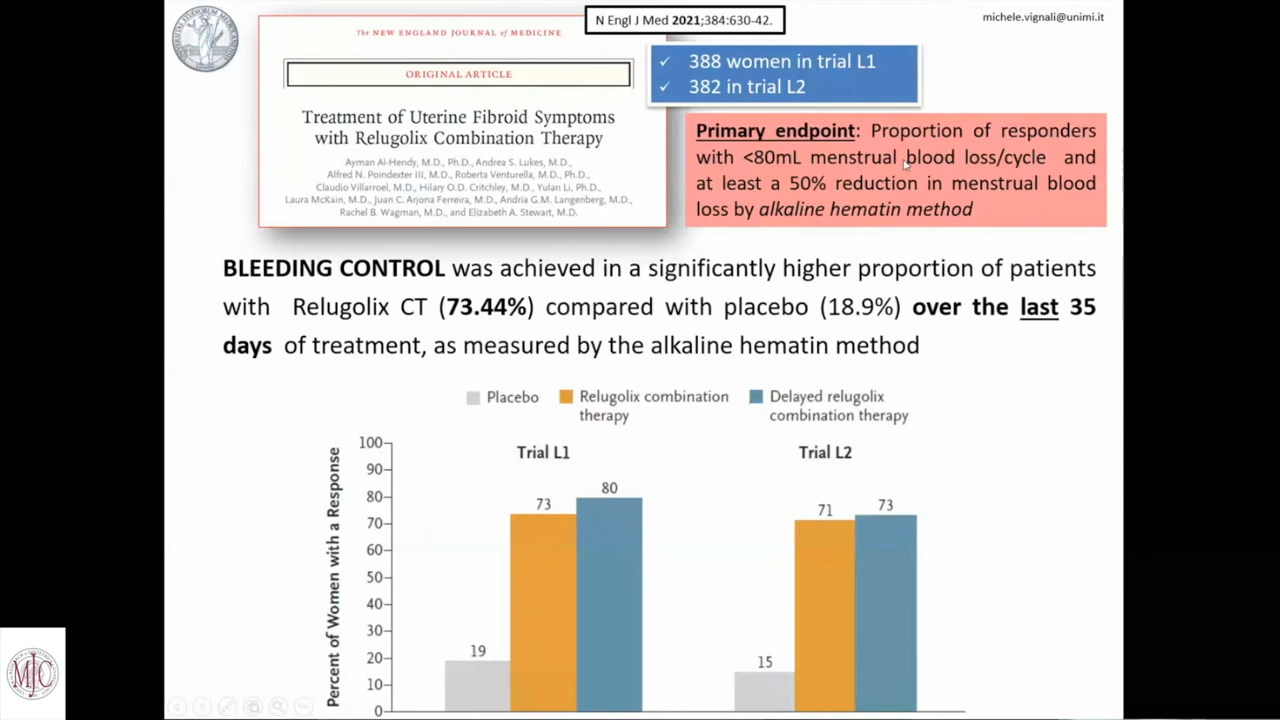 N Engl J Med 2021;384:630-42.
michele.vignali@unimi.it
The NEW ENGLAND JOURNAL of MEDICINE
ORIGINAL ARTICLE
Treatment of Uterine Fibroid Symptoms
with Relugolix Combination Therapy
Ayman Al-Hendy, M.D., Ph.D., Andrea S. Lukes, M.D.,
Alfred N. Poindexter III, M.D., Roberta Venturella, M.D., Ph.D.,
Claudio Villarroel, M.D., Hilary O.D. Critchley, M.D., Yulan Li, Ph.D.,
Laura McKain, M.D., Juan C. Arjona Ferreira, M.D., Andria G.M. Langenberg, M.D.,
Rachel B. Wagman, M.D., and Elizabeth A. Stewart, M.D.
✓ 388 women in trial L1
✓ 382 in trial L2
Primary endpoint: Proportion of responders
with <80mL menstrual blood loss/cycle and
at least a 50% reduction in menstrual blood
loss by alkaline hematin method
BLEEDING CONTROL was achieved in a significantly higher proportion of patients
with Relugolix CT (73.44%) compared with placebo (18.9%) over the last 35
days of treatment, as measured by the alkaline hematin method
Placebo
Relugolix combination
therapy
Delayed relugolix
combination therapy
Percent of Women with a Response
100
90
80
70
60
50
40
30
20
10
0
Trial L1
19
73
80
Trial L2
15
71
73
MJC